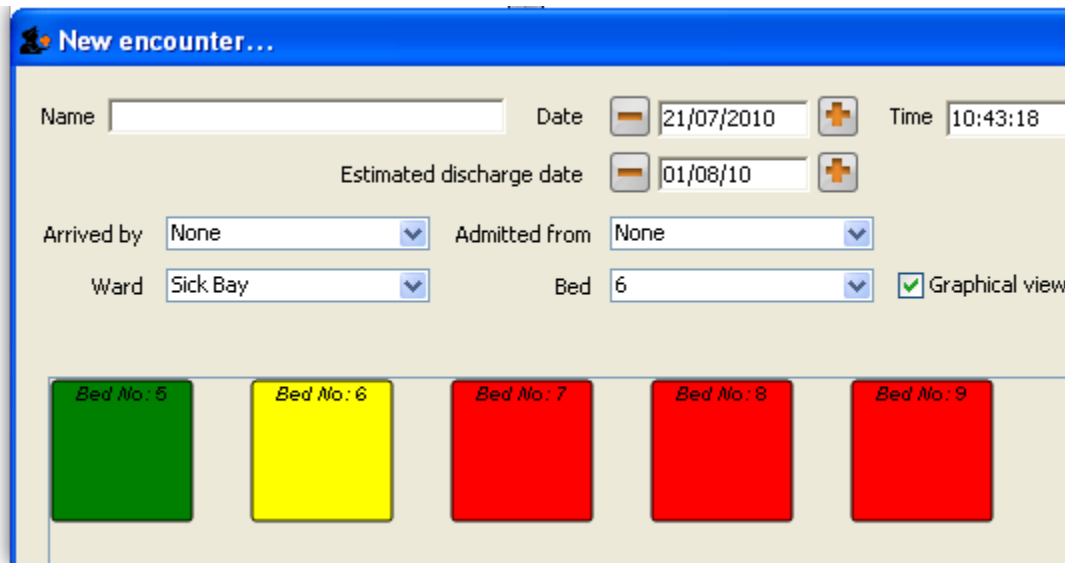 New encounter...
Name Date 21/07/2010 Time 10:43:18
Estimated discharge date 01/08/10
Arrived by None Admitted from None
Ward Sick Bay Bed 6 Graphical view
Bed No: 5 Bed No: 6 Bed No: 7 Bed No: 8 Bed No: 9